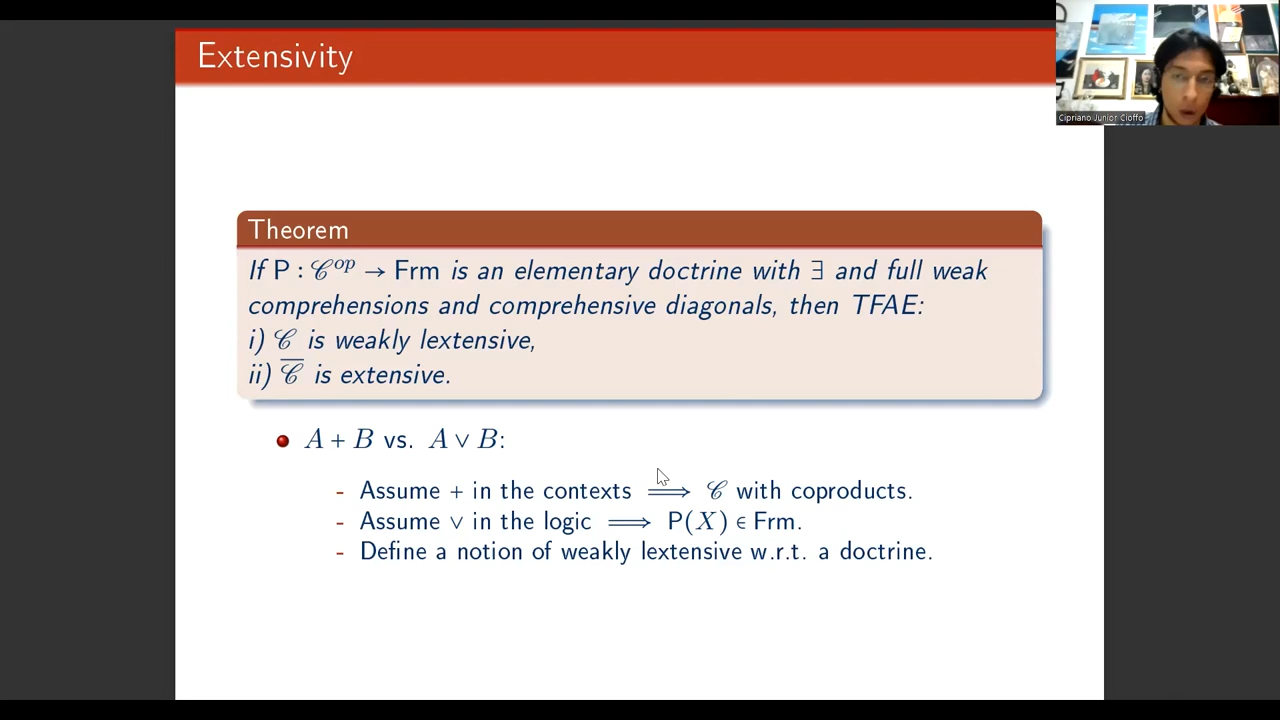 Extensivity
Cipriano Junior Cioffo
Theorem
If P : 𝒞^op → Frm is an elementary doctrine with ∃ and full weak
comprehensions and comprehensive diagonals, then TFAE:
i) 𝒞 is weakly lextensive,
ii) 𝒞̅ is extensive.
A + B vs. A ∨ B:
- Assume + in the contexts ⟹ 𝒞 with coproducts.
- Assume ∨ in the logic ⟹ P(X) ∈ Frm.
- Define a notion of weakly lextensive w.r.t. a doctrine.